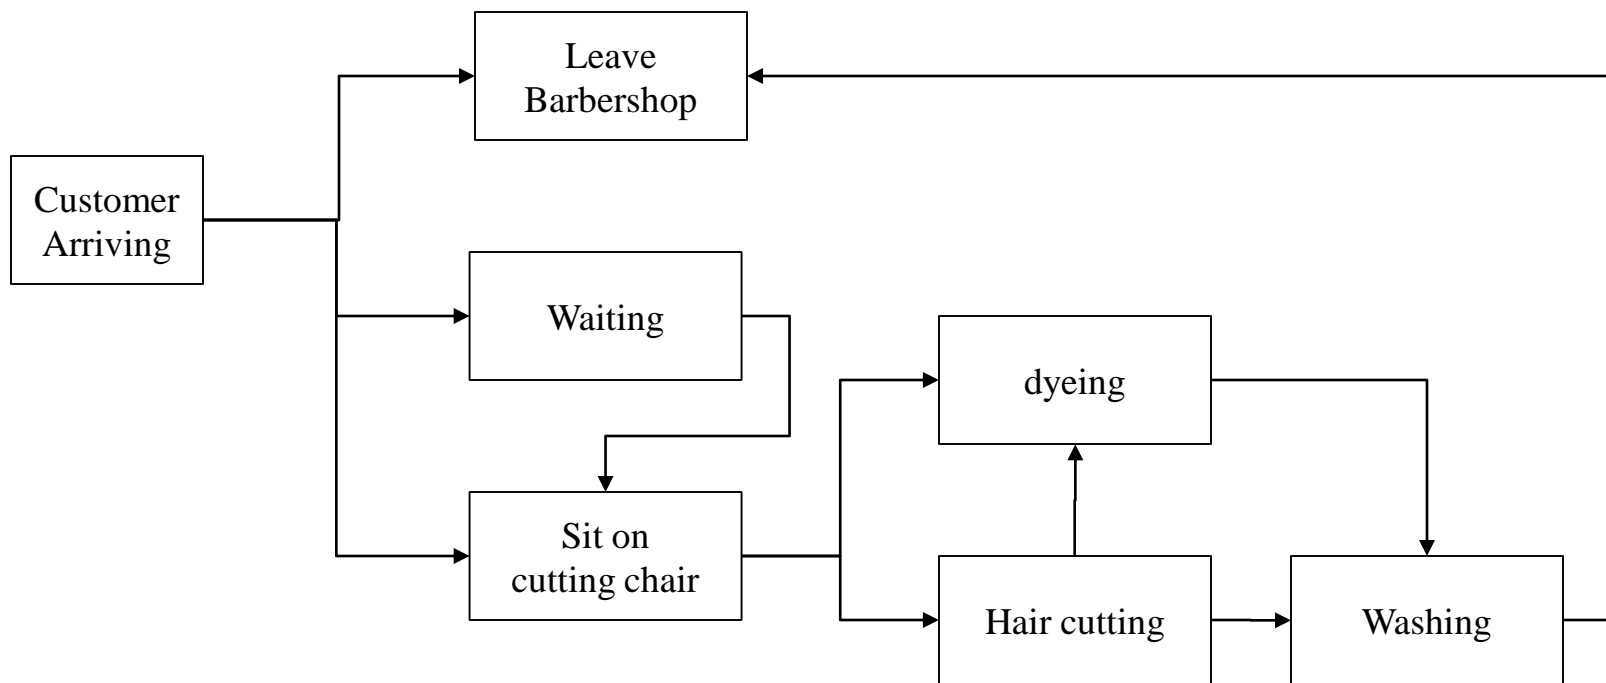 Leave
Barbershop
Customer
Arriving
Waiting
dyeing
Sit on
cutting chair
Hair cutting
Washing